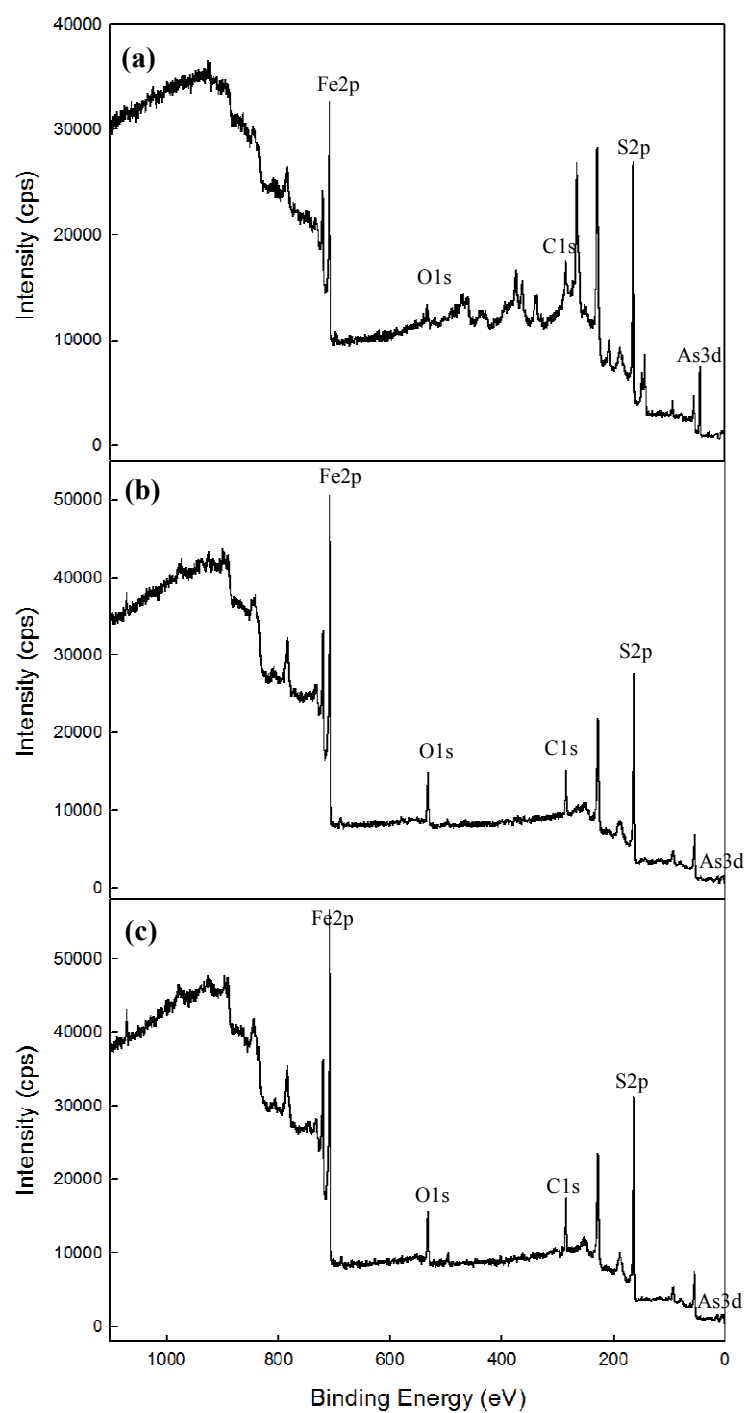 (a)
Fe2p
O1s
C1s
S2p
As3d
Intensity (cps)
40000
30000
20000
10000
0
(b)
Fe2p
O1s
C1s
S2p
As3d
Intensity (cps)
50000
40000
30000
20000
10000
0
(c)
Fe2p
O1s
C1s
S2p
As3d
Intensity (cps)
50000
40000
30000
20000
10000
0
1000 800 600 400 200 0
Binding Energy (eV)